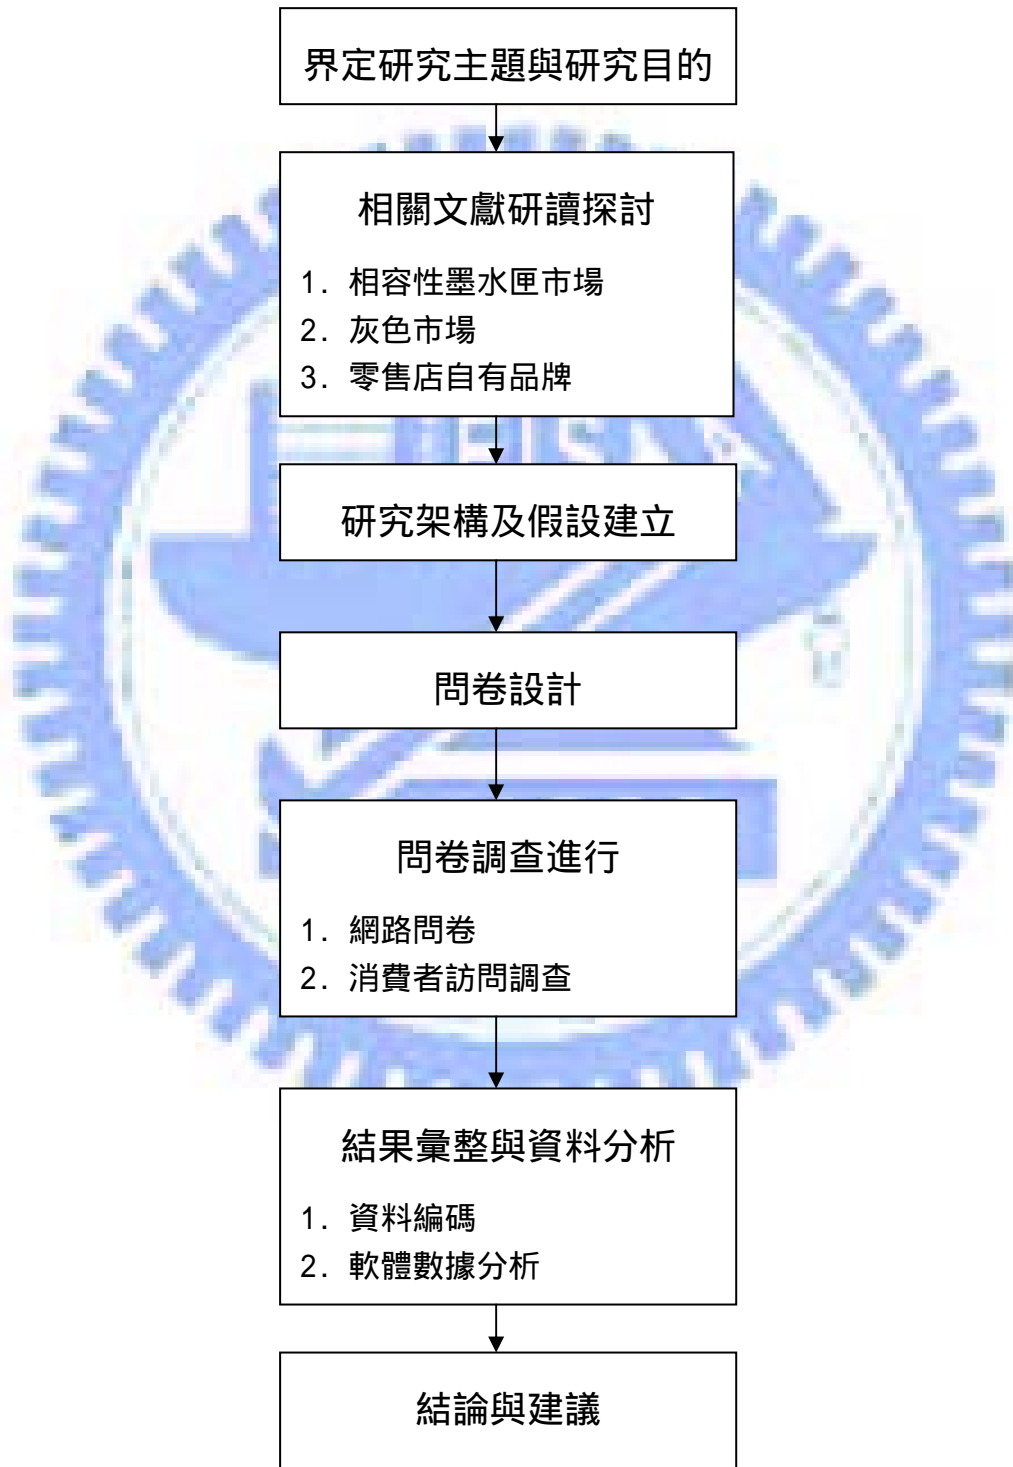 界定研究主題與研究目的
相關文獻研讀探討
1. 相容性墨水匣市場
2. 灰色市場
3. 零售店自有品牌
研究架構及假設建立
問卷設計
問卷調查進行
1. 網路問卷
2. 消費者訪問調查
結果彙整與資料分析
1. 資料編碼
2. 軟體數據分析
結論與建議